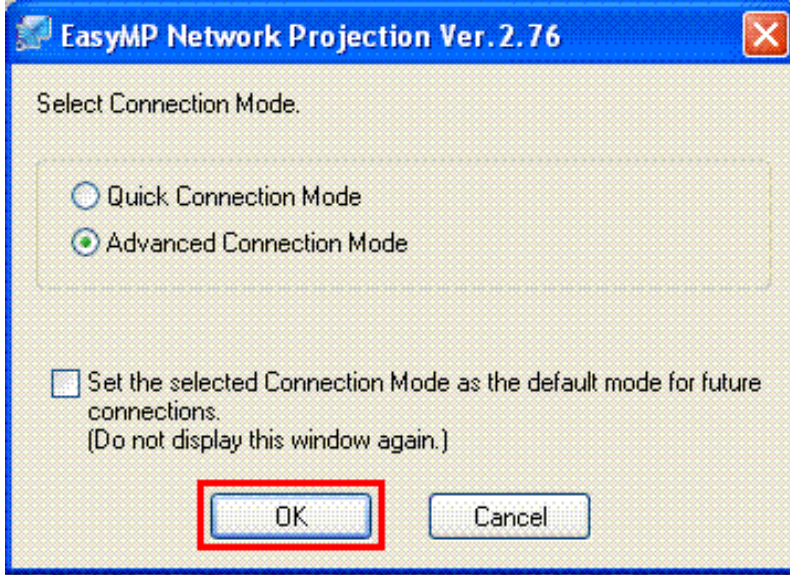 EasyMP Network Projection Ver.2.76
Select Connection Mode.
Quick Connection Mode
Advanced Connection Mode
Set the selected Connection Mode as the default mode for future
connections.
(Do not display this window again.)
OK
Cancel